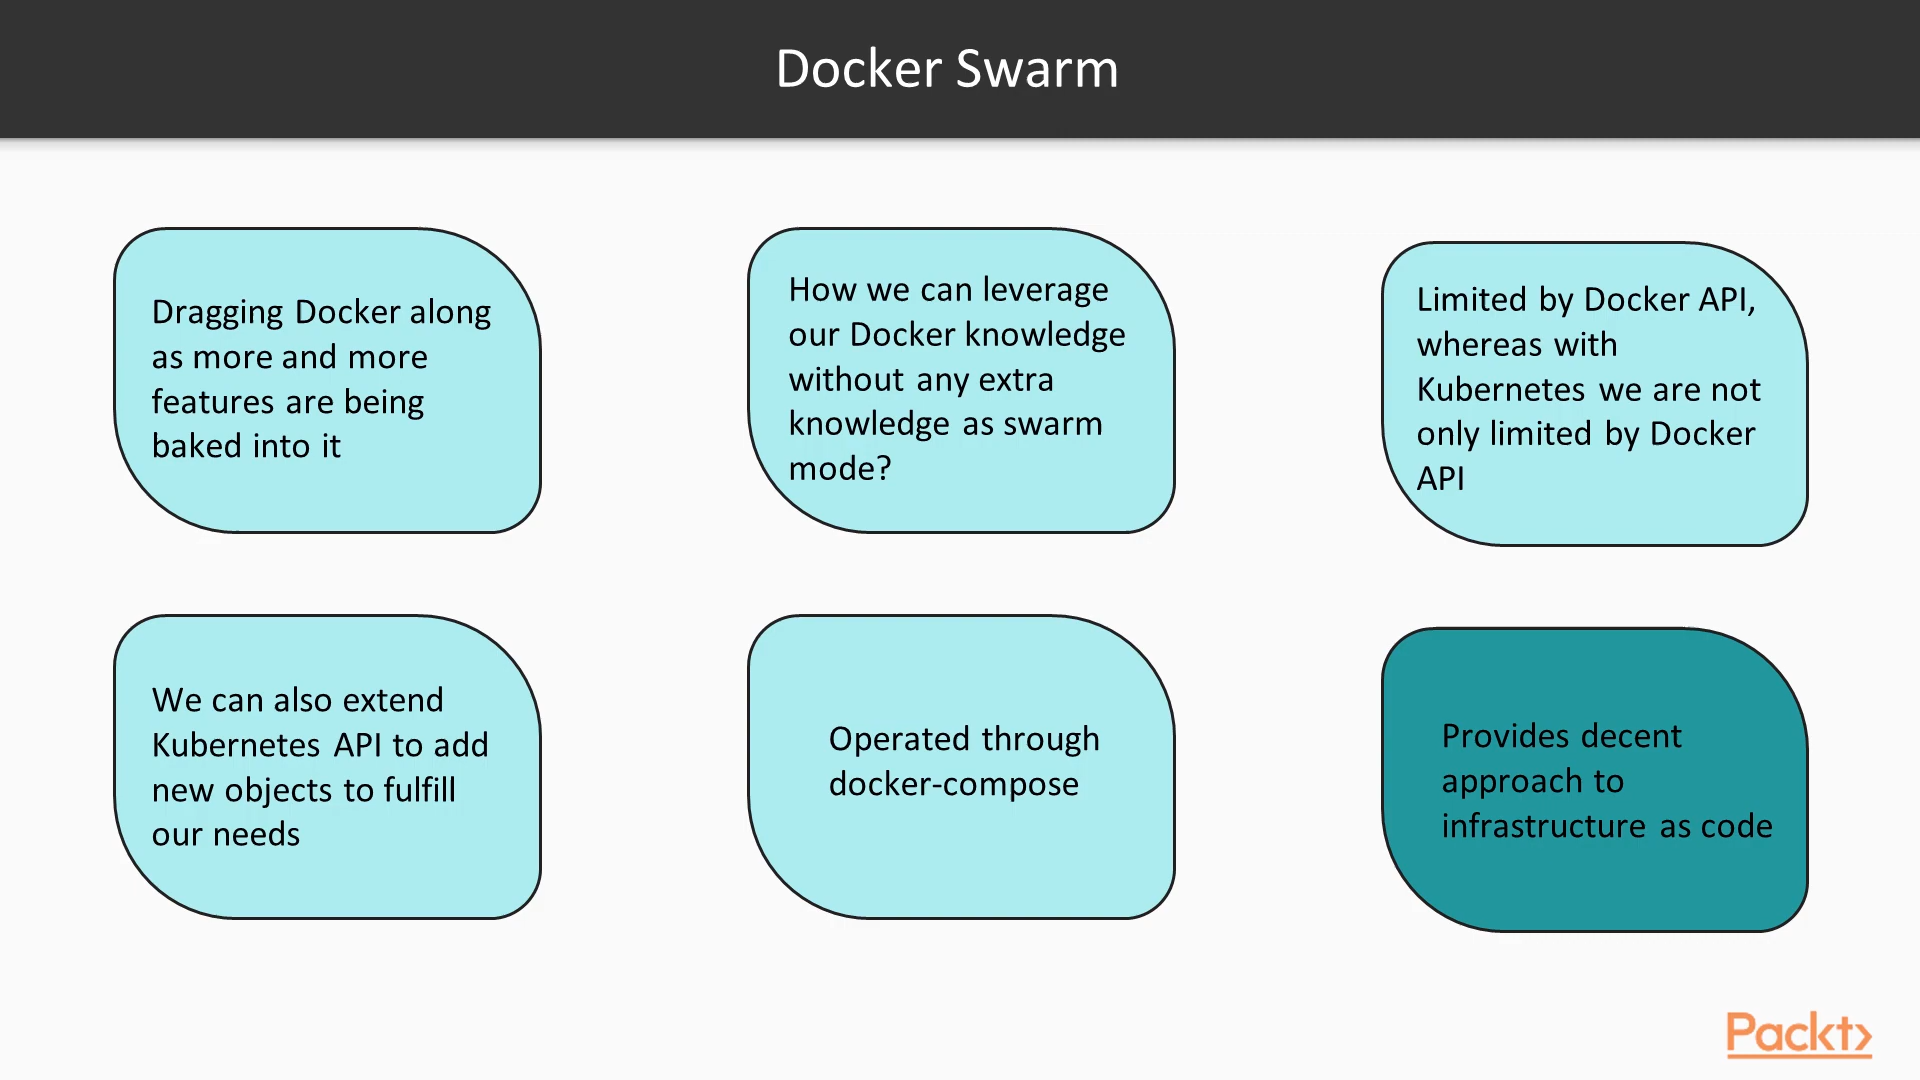 Docker Swarm
Dragging Docker along
as more and more
features are being
baked into it
How we can leverage
our Docker knowledge
without any extra
knowledge as swarm
mode?
Limited by Docker API,
whereas with
Kubernetes we are not
only limited by Docker
API
We can also extend
Kubernetes API to add
new objects to fulfill
our needs
Operated through
docker-compose
Provides decent
approach to
infrastructure as code
Packt>